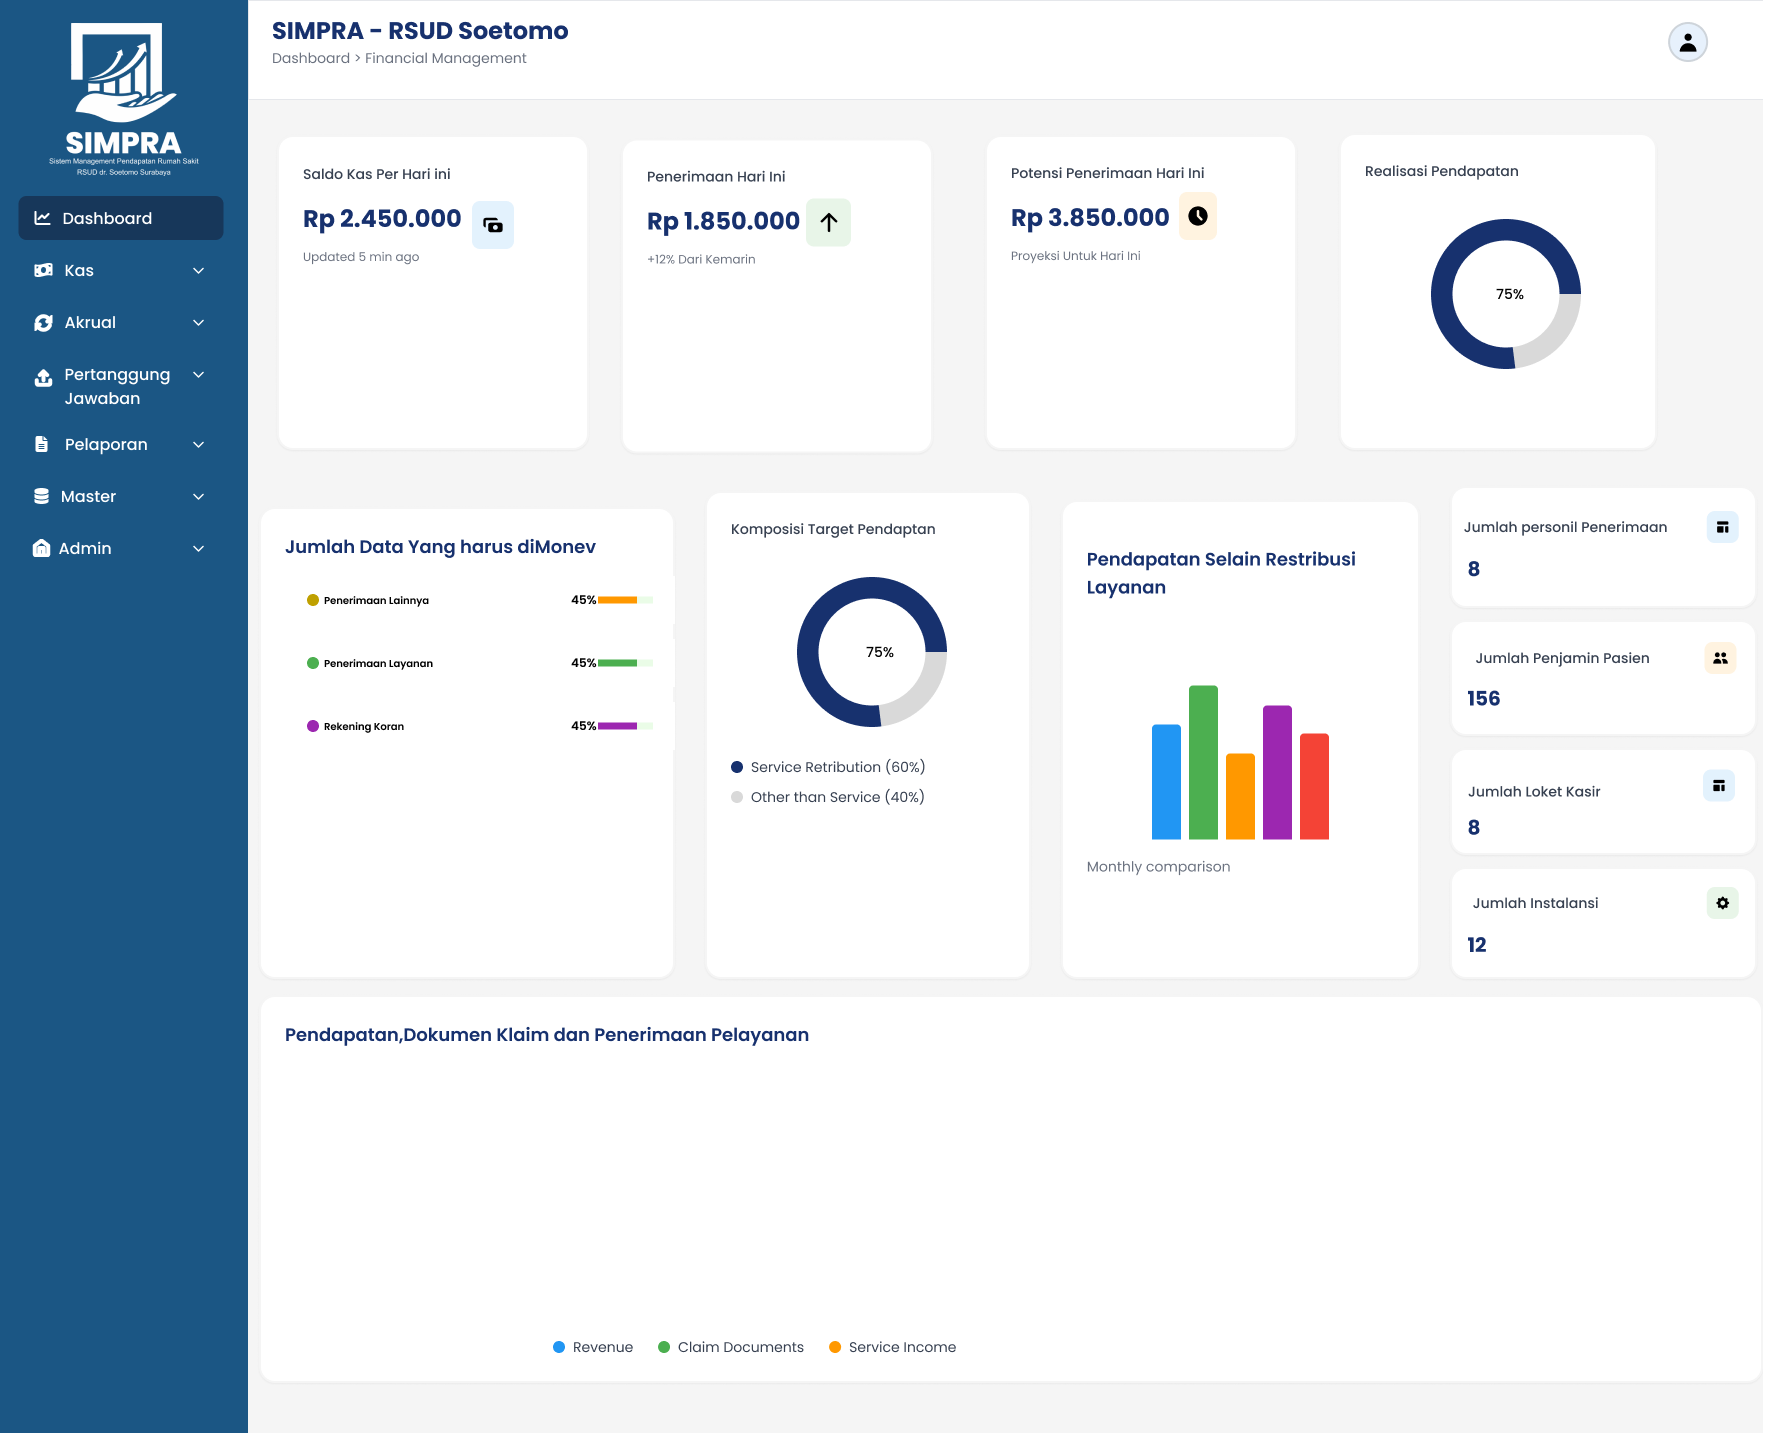 SIMPRA
Sistem Management Pendapatan Rumah Sakit
RSUD dr. Soetomo Surabaya
Dashboard
Kas
Akrual
Pertanggung
Jawaban
Pelaporan
Master
Admin
SIMPRA - RSUD Soetomo
Dashboard > Financial Management
Saldo Kas Per Hari ini
Rp 2.450.000
Updated 5 min ago
Penerimaan Hari Ini
Rp 1.850.000
+12% Dari Kemarin
Potensi Penerimaan Hari Ini
Rp 3.850.000
Proyeksi Untuk Hari Ini
Realisasi Pendapatan
75%
Jumlah Data Yang harus diMonev
Penerimaan Lainnya 45%
Penerimaan Layanan 45%
Rekening Koran 45%
Komposisi Target Pendaptan
75%
Service Retribution (60%)
Other than Service (40%)
Pendapatan Selain Restribusi
Layanan
Monthly comparison
Jumlah personil Penerimaan
8
Jumlah Penjamin Pasien
156
Jumlah Loket Kasir
8
Jumlah Instalansi
12
Pendapatan,Dokumen Klaim dan Penerimaan Pelayanan
Revenue Claim Documents Service Income